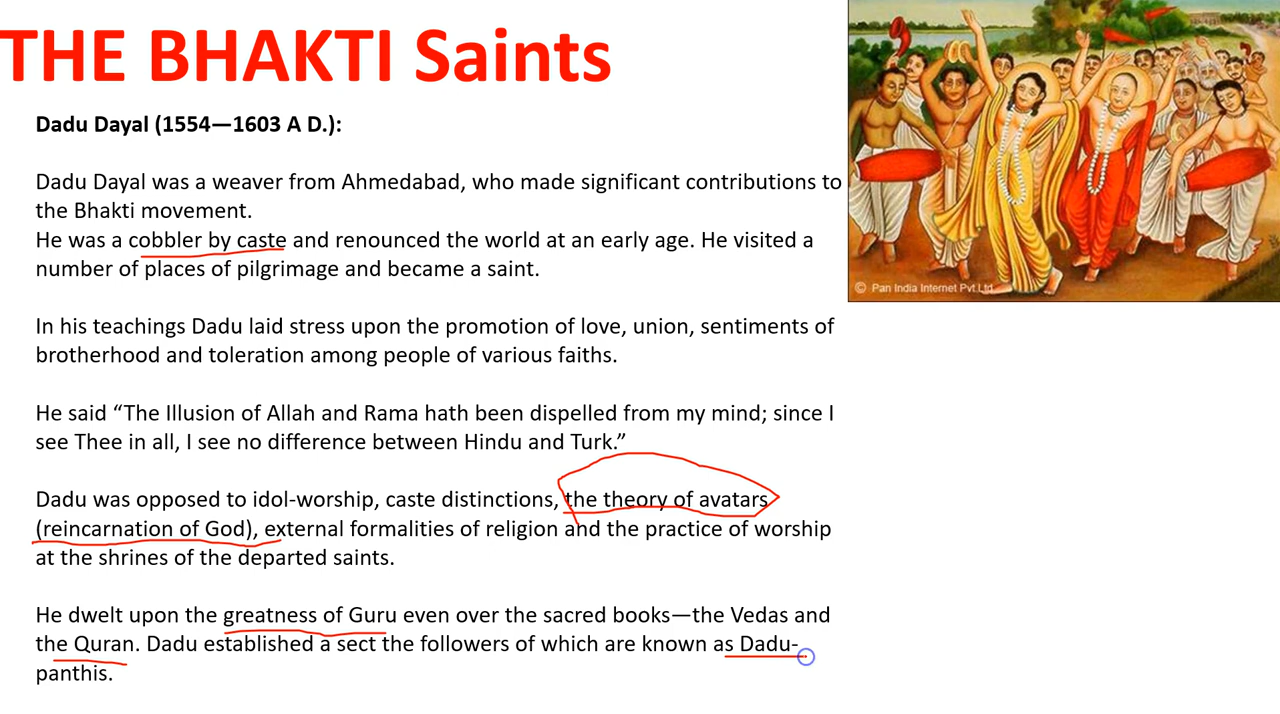 THE BHAKTI Saints
Dadu Dayal (1554—1603 A D.):
Dadu Dayal was a weaver from Ahmedabad, who made significant contributions to
the Bhakti movement.
He was a cobbler by caste and renounced the world at an early age. He visited a
number of places of pilgrimage and became a saint.
In his teachings Dadu laid stress upon the promotion of love, union, sentiments of
brotherhood and toleration among people of various faiths.
He said “The Illusion of Allah and Rama hath been dispelled from my mind; since I
see Thee in all, I see no difference between Hindu and Turk.”
Dadu was opposed to idol-worship, caste distinctions, the theory of avatars
(reincarnation of God), external formalities of religion and the practice of worship
at the shrines of the departed saints.
He dwelt upon the greatness of Guru even over the sacred books—the Vedas and
the Quran. Dadu established a sect the followers of which are known as Dadu-
panthis.
© Pan India Internet Pvt.Ltd.